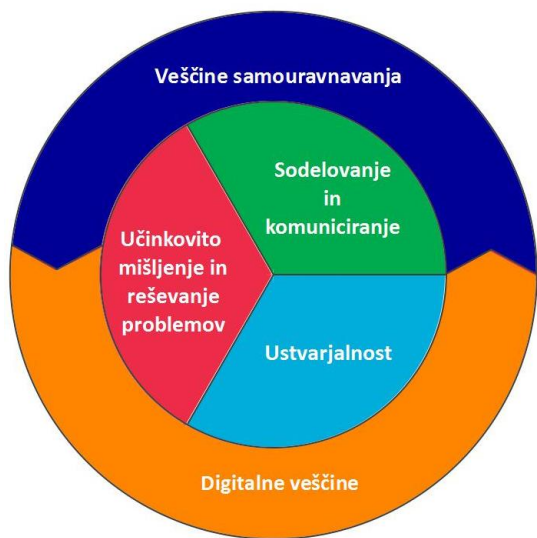 Veščine samouravnavanja
Sodelovanje
in
komuniciranje
Učinkovito
mišljenje in
reševanje
problemov
Ustvarjalnost
Digitalne veščine